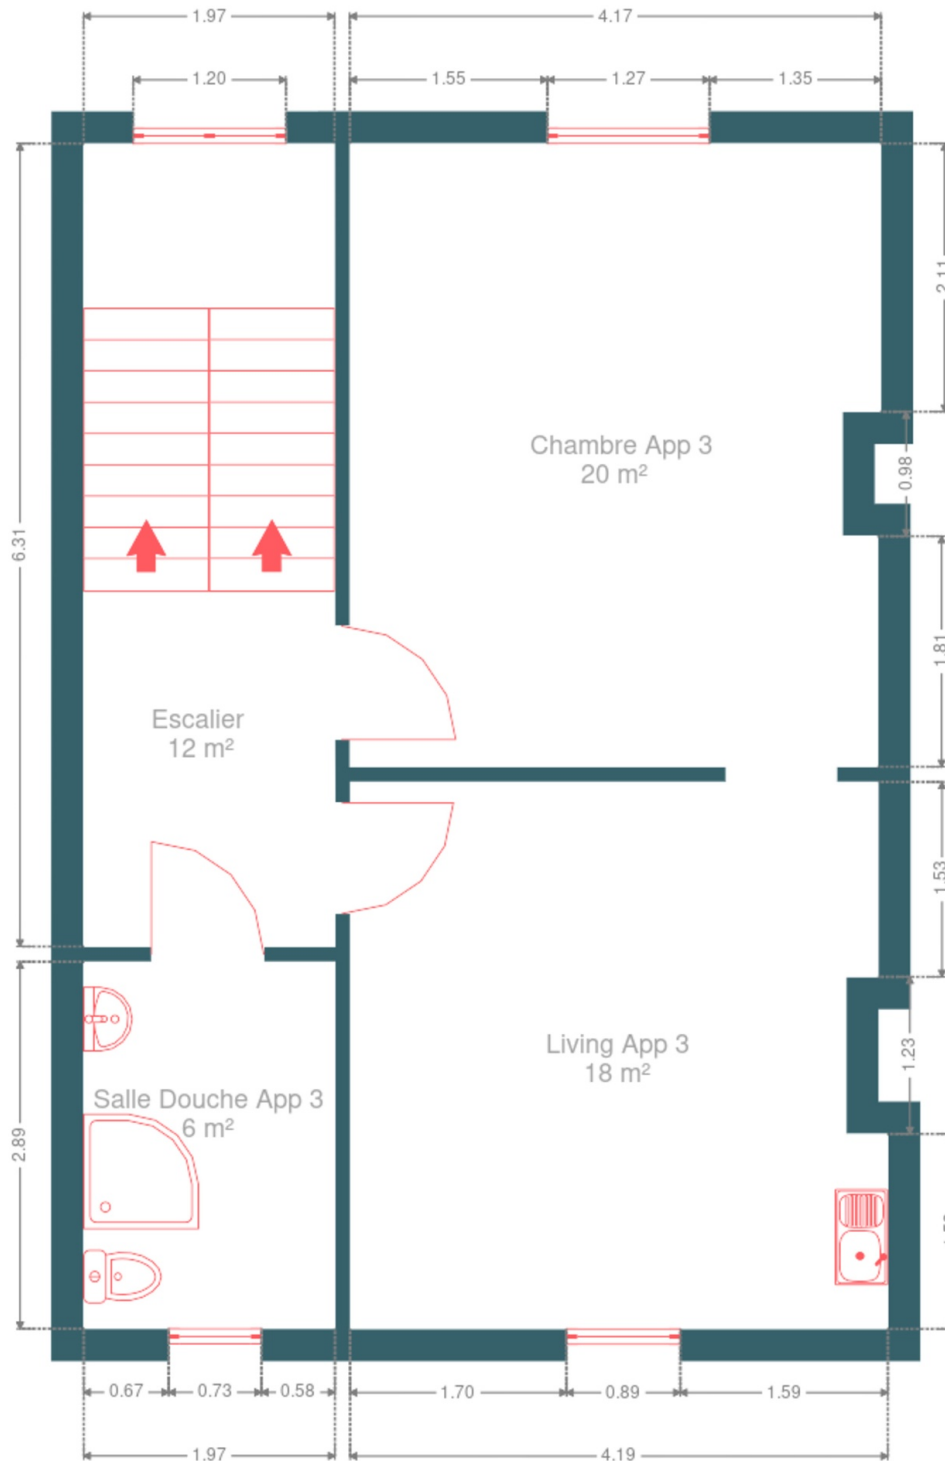 1.97
4.17
1.20
1.55
1.27
1.35
2.11
Chambre App 3
20 m²
0.98
6.31
1.81
Escalier
12 m²
1.53
Living App 3
18 m²
1.23
Salle Douche App 3
6 m²
2.89
0.67
0.73
0.58
1.70
0.89
1.59
1.97
4.19